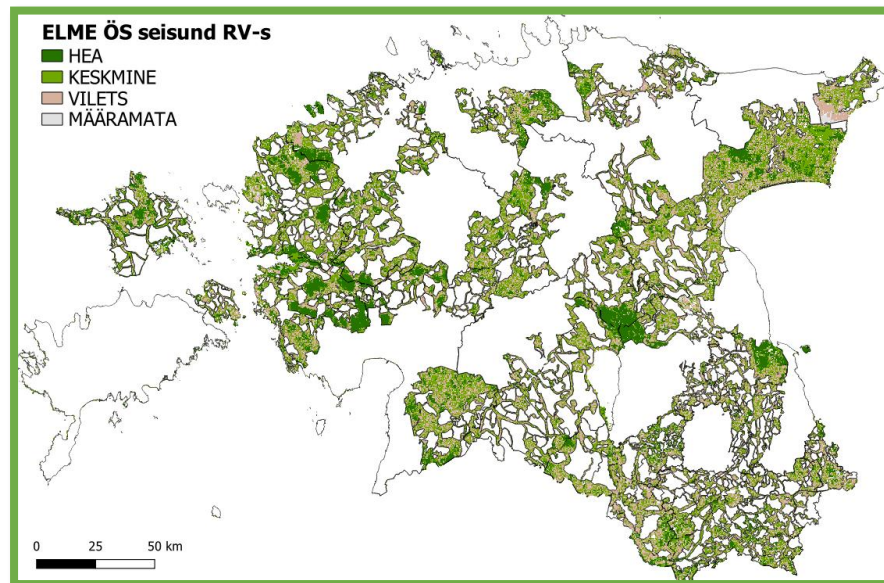 ELME ÖS seisund RV-s
HEA
KESKMINE
VILETS
MÄÄRAMATA
0 25 50 km